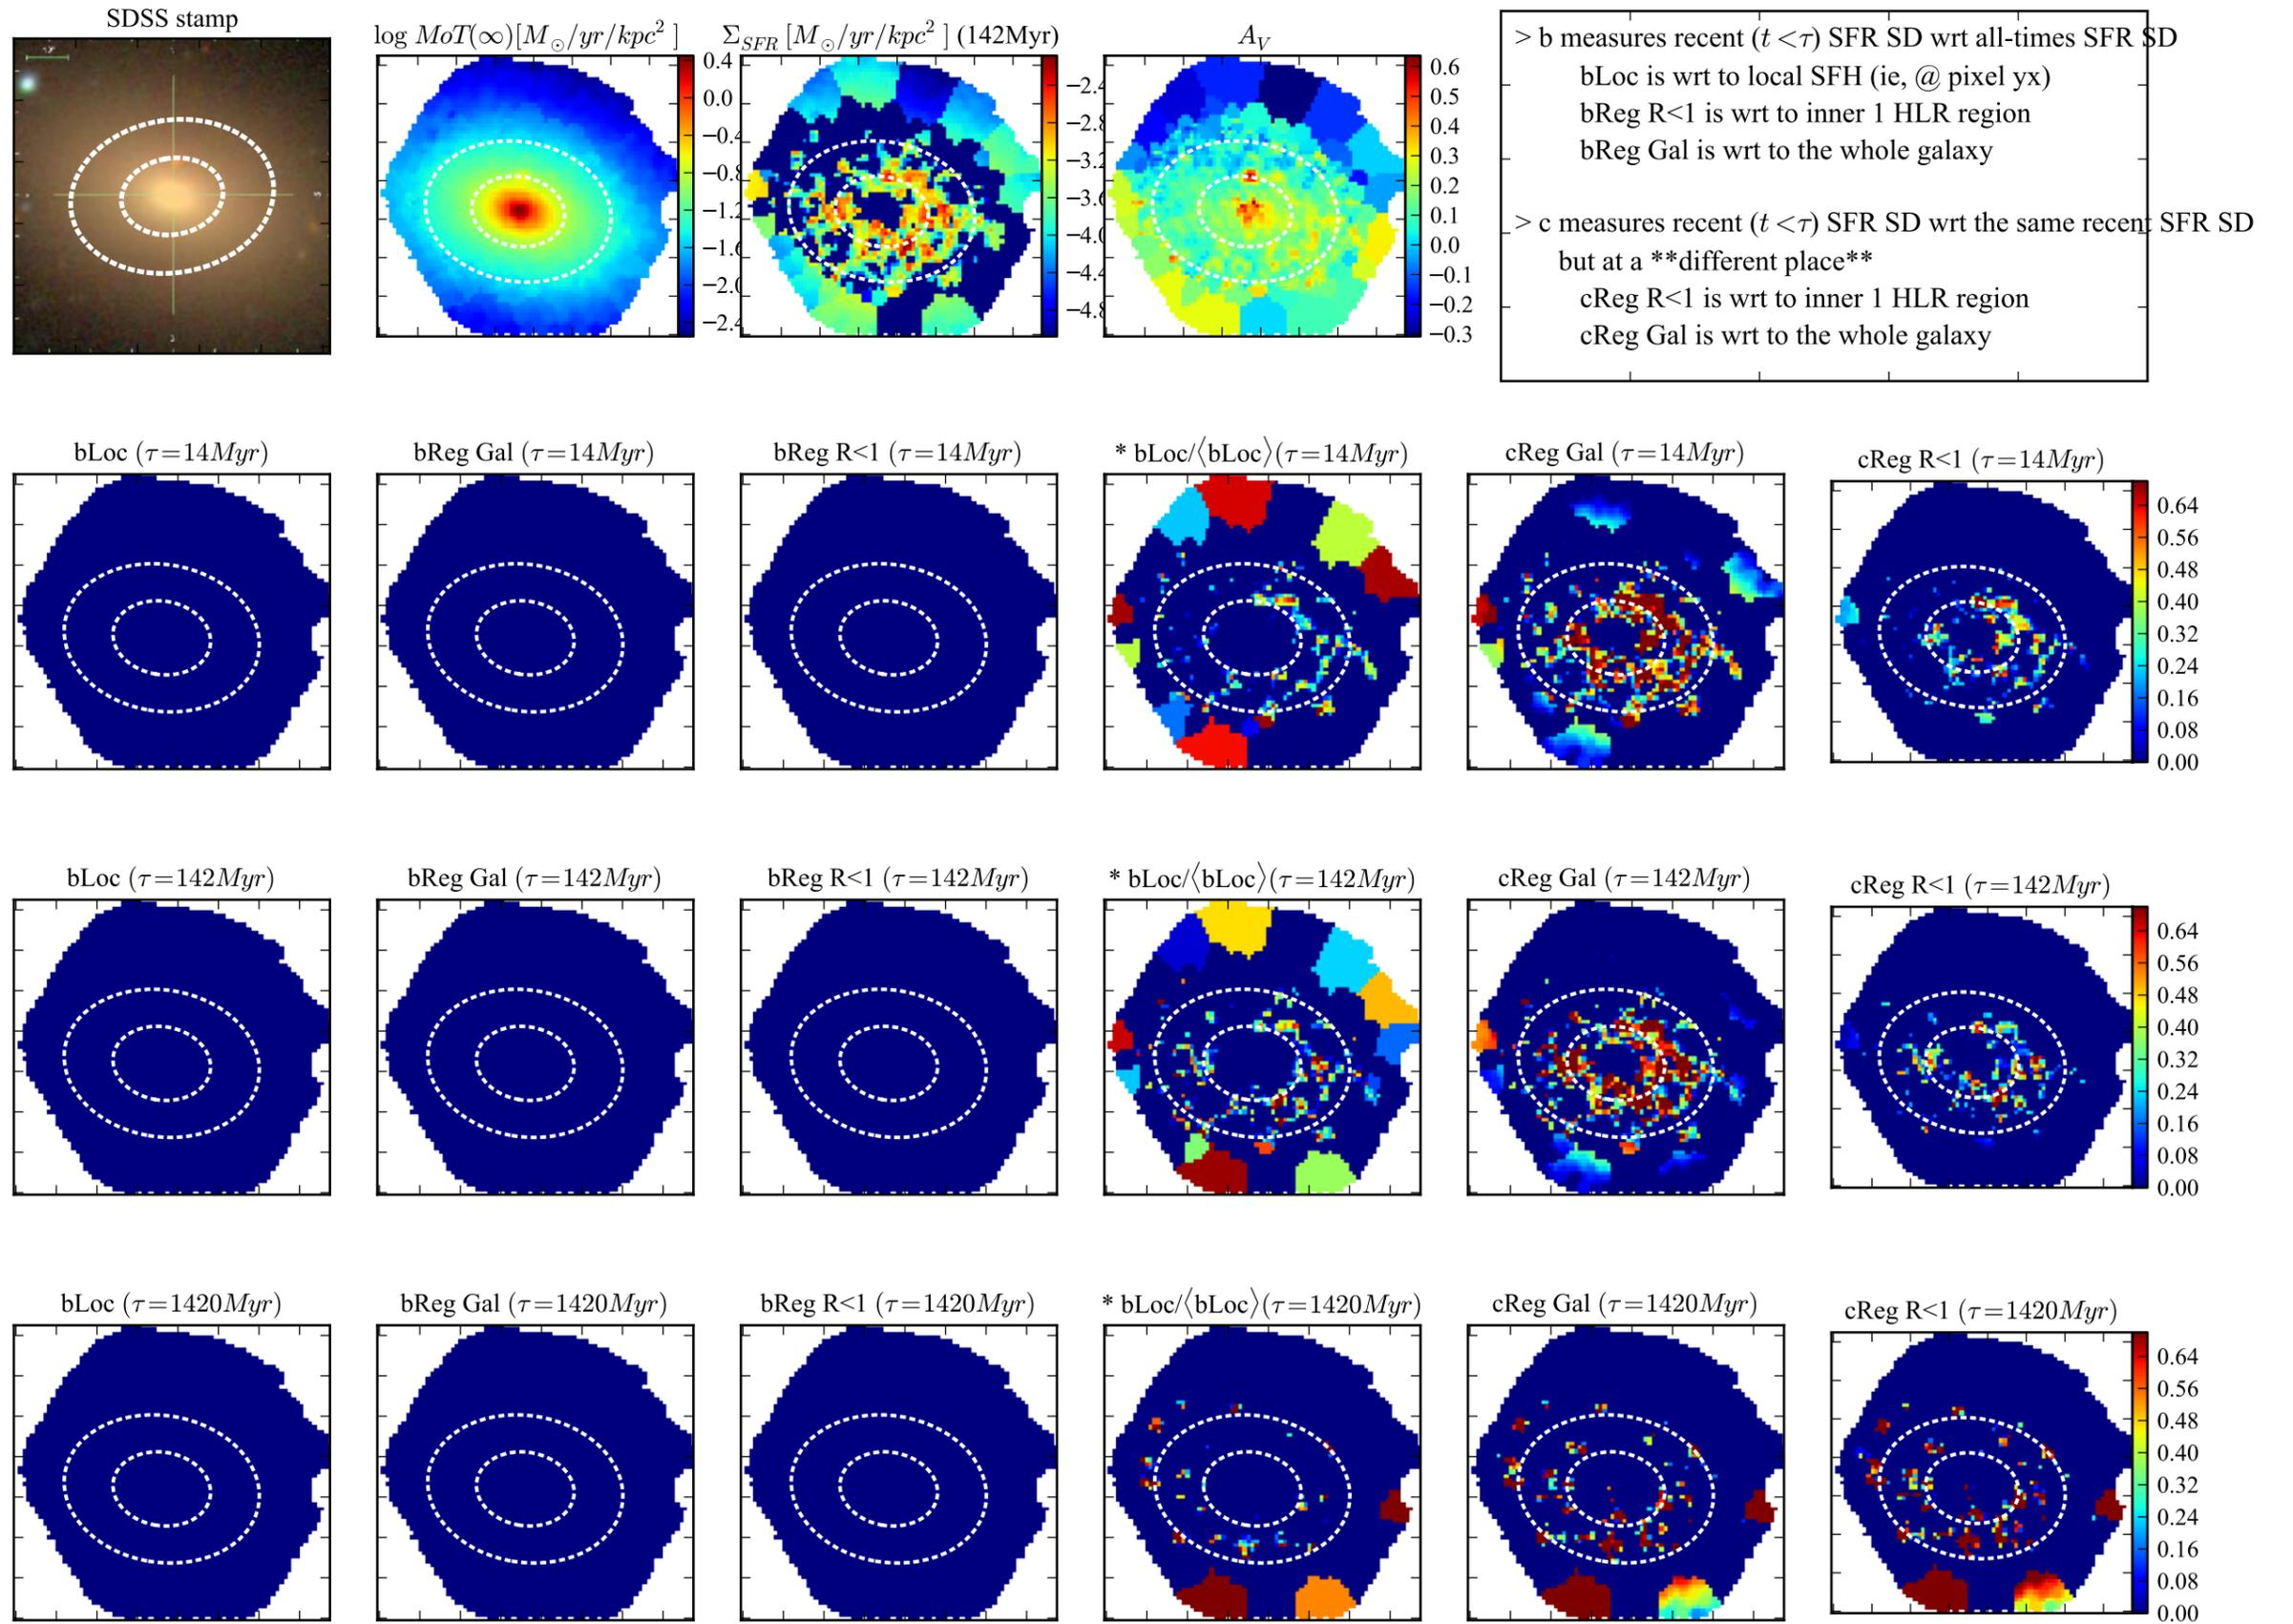 SDSS stamp
log MoT(∞)[M⊙/yr/kpc²]
Σ_SFR [M⊙/yr/kpc²] (142Myr)
A_V
0.4
0.0
−0.4
−0.8
−1.2
−1.6
−2.0
−2.4
−2.4
−2.8
−3.2
−3.6
−4.0
−4.4
−4.8
0.6
0.5
0.4
0.3
0.2
0.1
0.0
−0.1
−0.2
−0.3
> b measures recent (t <τ) SFR SD wrt all-times SFR SD
bLoc is wrt to local SFH (ie, @ pixel yx)
bReg R<1 is wrt to inner 1 HLR region
bReg Gal is wrt to the whole galaxy
> c measures recent (t <τ) SFR SD wrt the same recent SFR SD
but at a **different place**
cReg R<1 is wrt to inner 1 HLR region
cReg Gal is wrt to the whole galaxy
bLoc (τ=14Myr)
bReg Gal (τ=14Myr)
bReg R<1 (τ=14Myr)
* bLoc/⟨bLoc⟩(τ=14Myr)
cReg Gal (τ=14Myr)
cReg R<1 (τ=14Myr)
0.64
0.56
0.48
0.40
0.32
0.24
0.16
0.08
0.00
bLoc (τ=142Myr)
bReg Gal (τ=142Myr)
bReg R<1 (τ=142Myr)
* bLoc/⟨bLoc⟩(τ=142Myr)
cReg Gal (τ=142Myr)
cReg R<1 (τ=142Myr)
0.64
0.56
0.48
0.40
0.32
0.24
0.16
0.08
0.00
bLoc (τ=1420Myr)
bReg Gal (τ=1420Myr)
bReg R<1 (τ=1420Myr)
* bLoc/⟨bLoc⟩(τ=1420Myr)
cReg Gal (τ=1420Myr)
cReg R<1 (τ=1420Myr)
0.64
0.56
0.48
0.40
0.32
0.24
0.16
0.08
0.00